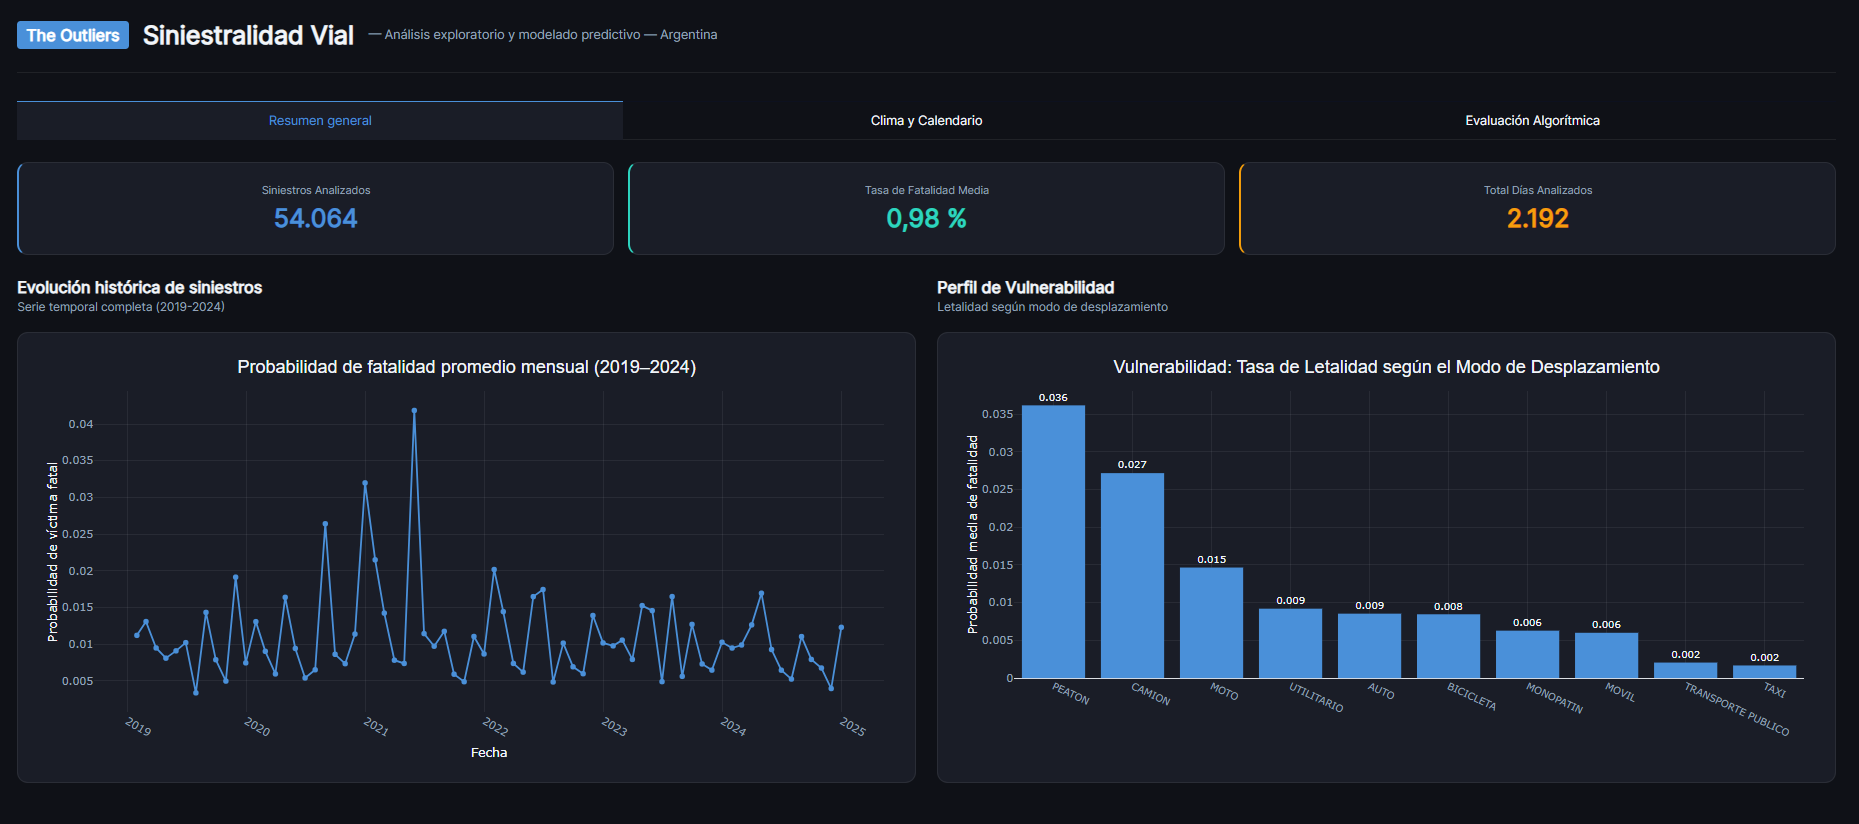 The Outliers Siniestralidad Vial — Análisis exploratorio y modelado predictivo — Argentina
Resumen general
Clima y Calendario
Evaluación Algorítmica
Siniestros Analizados
54.064
Tasa de Fatalidad Media
0,98 %
Total Días Analizados
2.192
Evolución histórica de siniestros
Serie temporal completa (2019-2024)
Probabilidad de fatalidad promedio mensual (2019–2024)
Probabilidad de víctima fatal
0.04
0.035
0.03
0.025
0.02
0.015
0.01
0.005
2019
2020
2021
2022
2023
2024
2025
Fecha
Perfil de Vulnerabilidad
Letalidad según modo de desplazamiento
Vulnerabilidad: Tasa de Letalidad según el Modo de Desplazamiento
Probabilidad media de fatalidad
0.035
0.03
0.025
0.02
0.015
0.01
0.005
0
0.036
0.027
0.015
0.009
0.009
0.008
0.006
0.006
0.002
0.002
PEATON
CAMION
MOTO
UTILITARIO
AUTO
BICICLETA
MONOPATIN
MOVIL
TRANSPORTE PUBLICO
TAXI